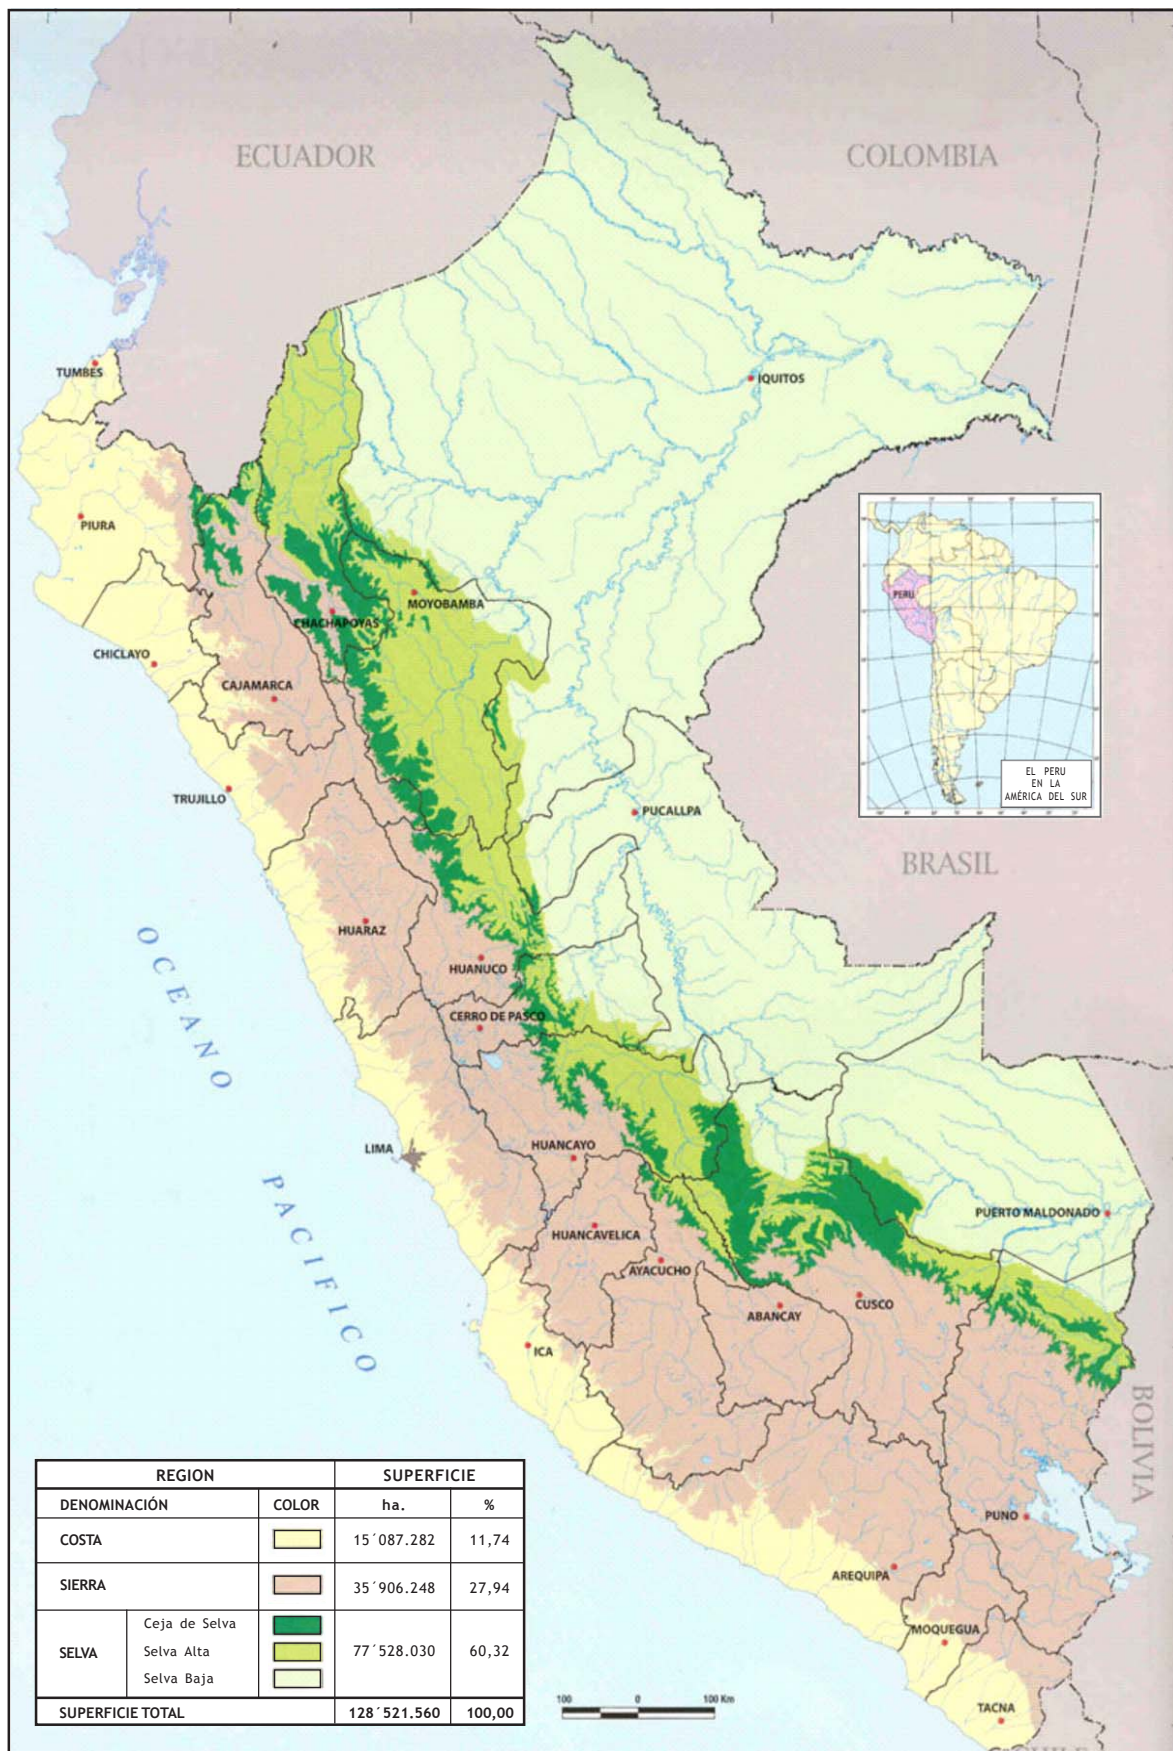 ECUADOR
COLOMBIA
TUMBES
IQUITOS
PIURA
PERU
MOYOBAMBA
CHACHAPOYAS
CHICLAYO
CAJAMARCA
EL PERU
EN LA
AMÉRICA DEL SUR
TRUJILLO
PUCALLPA
BRASIL
HUARAZ
HUANUCO
CERRO DE PASCO
OCEANO
PACIFICO
LIMA
HUANCAYO
PUERTO MALDONADO
HUANCAVELICA
AYACUCHO
CUSCO
ABANCAY
ICA
BOLIVIA
PUNO
AREQUIPA
MOQUEGUA
TACNA
REGION SUPERFICIE
DENOMINACIÓN COLOR ha. %
COSTA 15´087.282 11,74
SIERRA 35´906.248 27,94
SELVA Ceja de Selva
Selva Alta 77´528.030 60,32
Selva Baja
SUPERFICIE TOTAL 128´521.560 100,00
100 0 100 Km